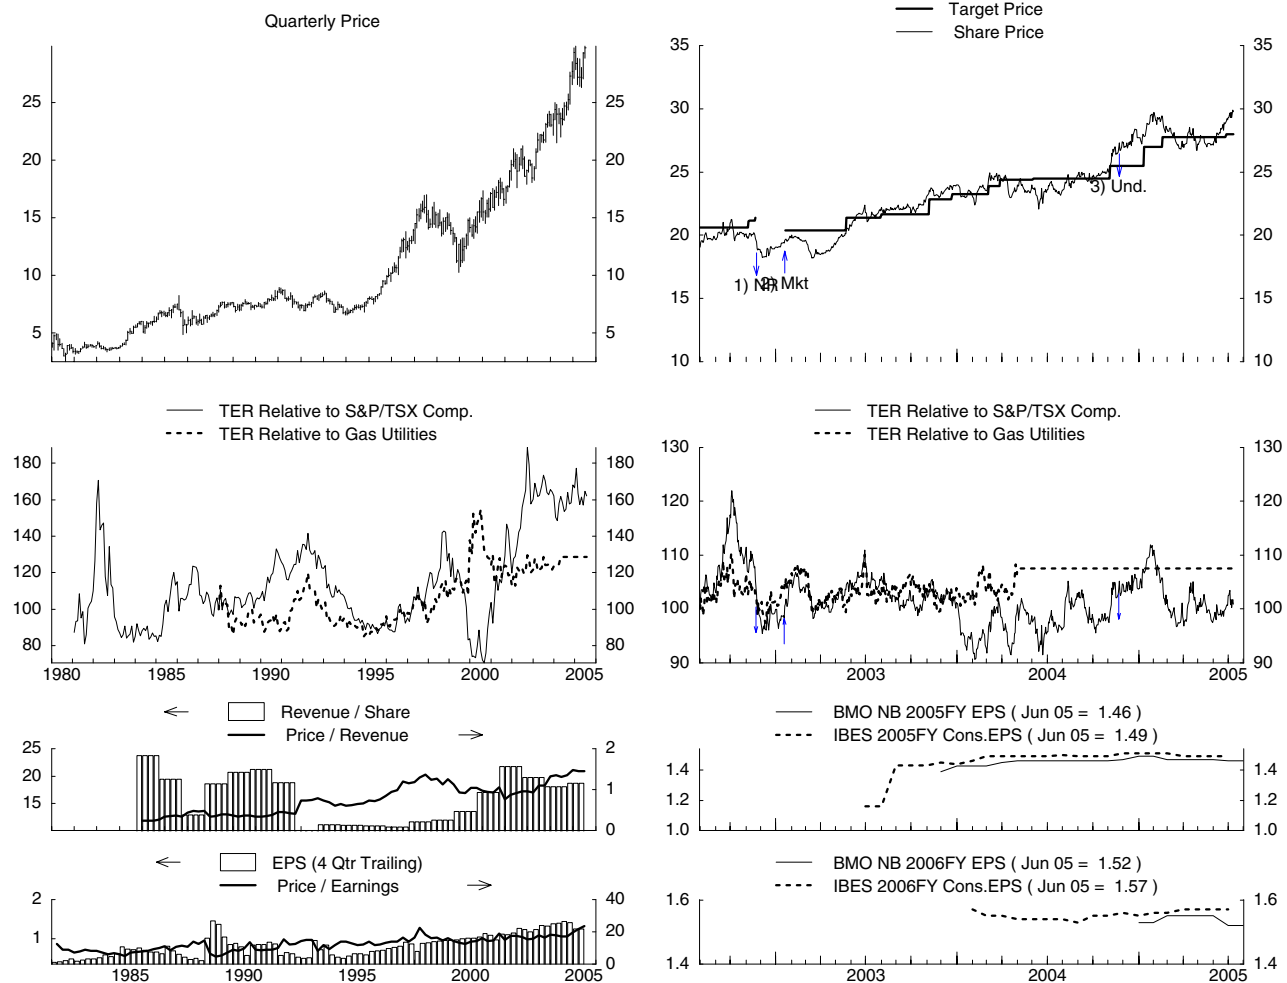 Quarterly Price
25 25
20 20
15 15
10 10
5 5
Target Price
Share Price
35 35
30 30
25 25
3) Und.
20 20
1) NR 2) Mkt
15 15
10 10
TER Relative to S&P/TSX Comp.
TER Relative to Gas Utilities
180 180
160 160
140 140
120 120
100 100
80 80
1980 1985 1990 1995 2000 2005
TER Relative to S&P/TSX Comp.
TER Relative to Gas Utilities
130 130
120 120
110 110
100 100
90 90
2003 2004 2005
Revenue / Share
Price / Revenue
25 2
20 1
15
0
BMO NB 2005FY EPS ( Jun 05 = 1.46 )
IBES 2005FY Cons.EPS ( Jun 05 = 1.49 )
1.4 1.4
1.2 1.2
1.0 1.0
EPS (4 Qtr Trailing)
Price / Earnings
2 40
1 20
0
1985 1990 1995 2000 2005
BMO NB 2006FY EPS ( Jun 05 = 1.52 )
IBES 2006FY Cons.EPS ( Jun 05 = 1.57 )
1.6 1.6
1.4 1.4
2003 2004 2005